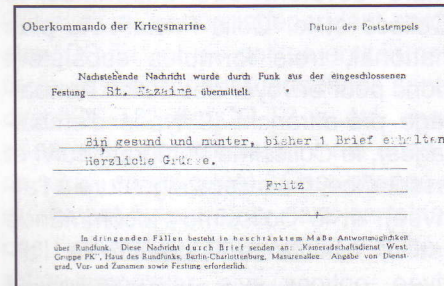 Oberkommando der Kriegsmarine Datum des Poststempels
Nachstehende Nachricht wurde durch Funk aus der eingeschlossenen
Festung St. Nazaire übermittelt.
Bin gesund und munter, bisher 1 Brief erhalten
Herzliche Grüsse.
Fritz
In dringenden Fällen besteht in beschränktem Maße Antwortmöglichkeit
über Rundfunk. Diese Nachricht durch Brief senden an: „Kameradschaftsdienst West,
Gruppe PK", Haus des Rundfunks, Berlin-Charlottenburg, Masurenallee. Angabe von Dienst-
grad, Vor- und Zunamen sowie Festung erforderlich.